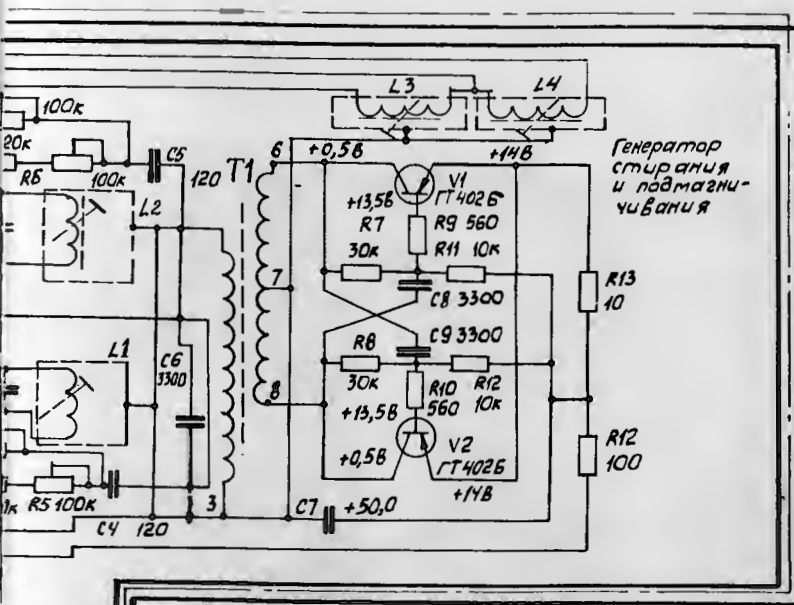 L3
L4
100к
20к
R6
100к
C5
120
T1
6
+0,5В
+14В
V1
ГТ402Б
+13,5В
R7
30к
R9 560
R11 10к
C8 3300
Генератор
стирания
и подмагни-
чивания
L2
7
R13
10
C9 3300
L1
C6
3300
R8
30к
8
R10
560
R12
10к
+13,5В
+0,5В
V2
ГТ402Б
+14В
R12
100
R5 100к
C4
120
3
C7
+50,0